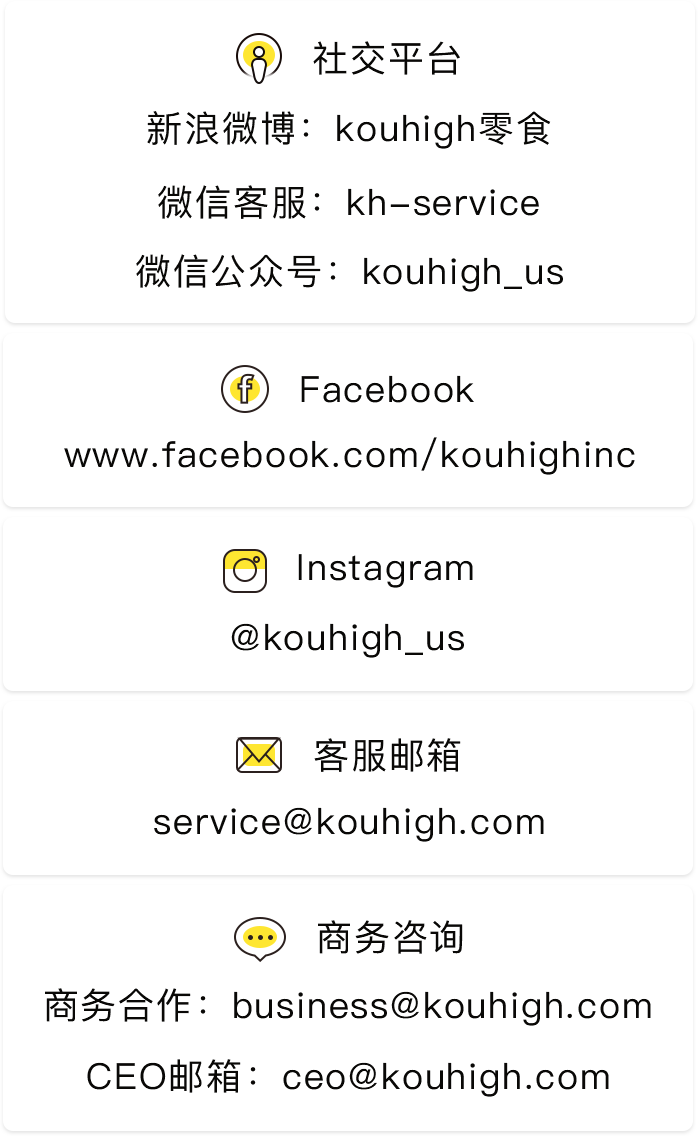 社交平台
新浪微博：kouhigh零食
微信客服：kh-service
微信公众号：kouhigh_us
Facebook
www.facebook.com/kouhighinc
Instagram
@kouhigh_us
客服邮箱
service@kouhigh.com
商务咨询
商务合作：business@kouhigh.com
CEO邮箱：ceo@kouhigh.com